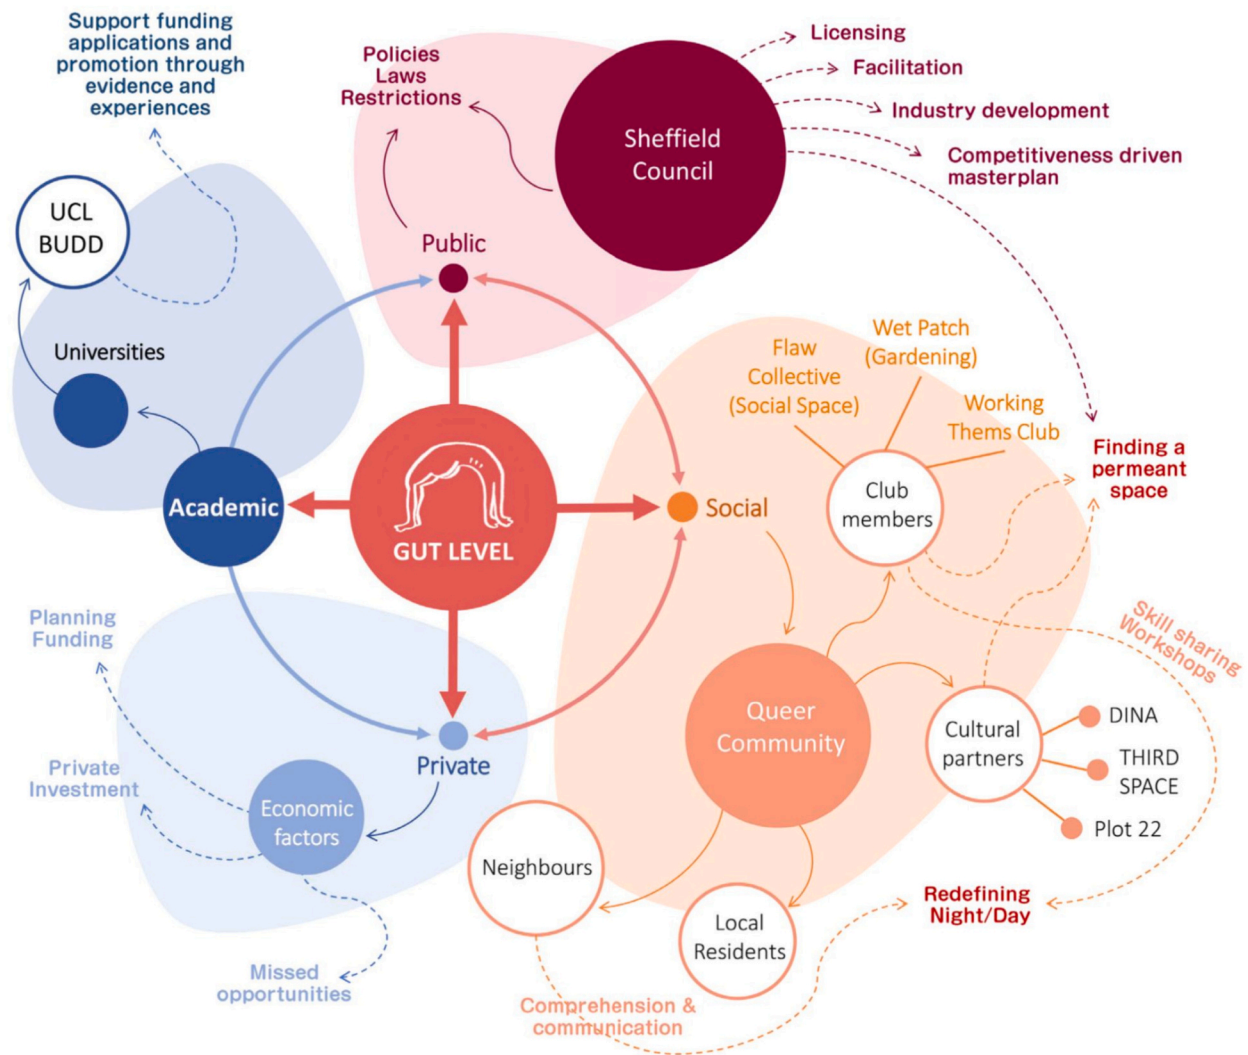 Support funding
applications and
promotion through
evidence and
experiences
Policies
Laws
Restrictions
Sheffield
Council
Licensing
Facilitation
Industry development
Competitiveness driven
masterplan
UCL
BUDD
Public
Universities
Academic
GUT LEVEL
Social
Flaw
Collective
(Social Space)
Wet Patch
(Gardening)
Working
Thems Club
Club
members
Finding a
permeant
space
Planning
Funding
Private
Investment
Economic
factors
Private
Missed
opportunities
Queer
Community
Cultural
partners
DINA
THIRD
SPACE
Plot 22
Skill sharing
Workshops
Neighbours
Local
Residents
Redefining
Night/Day
Comprehension &
communication